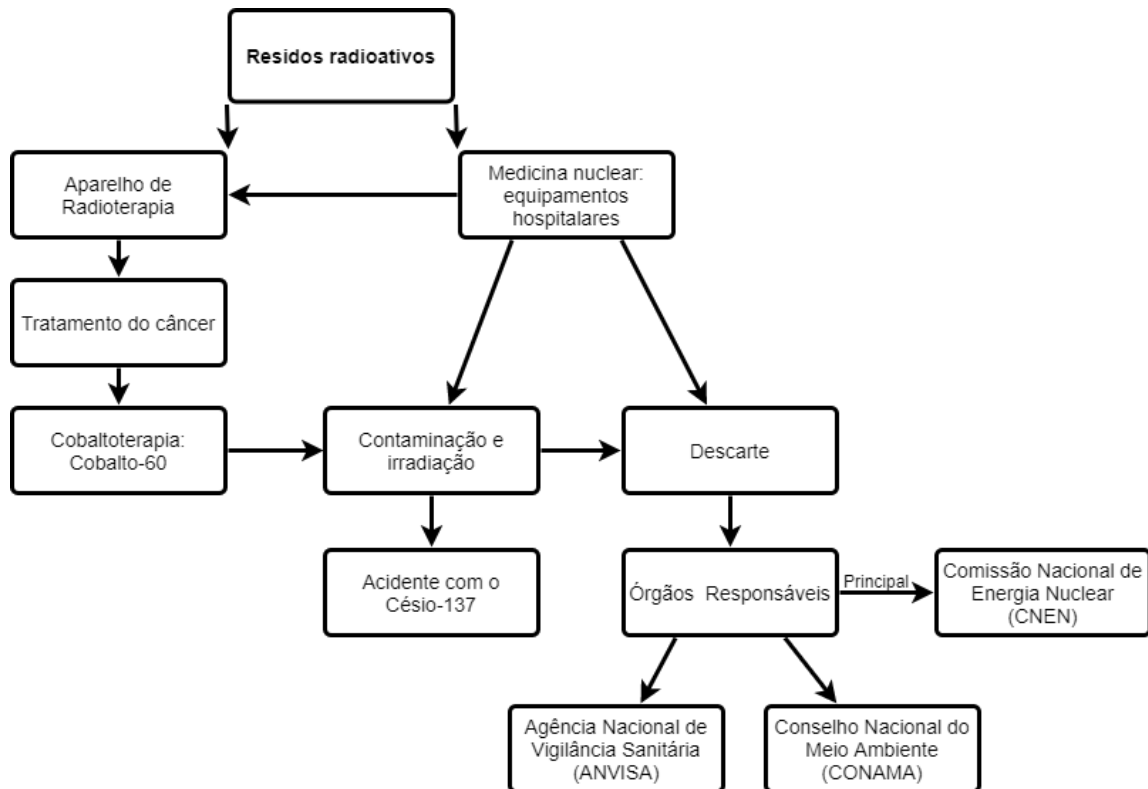 Residos radioativos
Aparelho de
Radioterapia
Medicina nuclear:
equipamentos
hospitalares
Tratamento do câncer
Cobaltoterapia:
Cobalto-60
Contaminação e
irradiação
Descarte
Acidente com o
Césio-137
Órgãos Responsáveis
Principal
Comissão Nacional de
Energia Nuclear
(CNEN)
Agência Nacional de
Vigilância Sanitária
(ANVISA)
Conselho Nacional do
Meio Ambiente
(CONAMA)